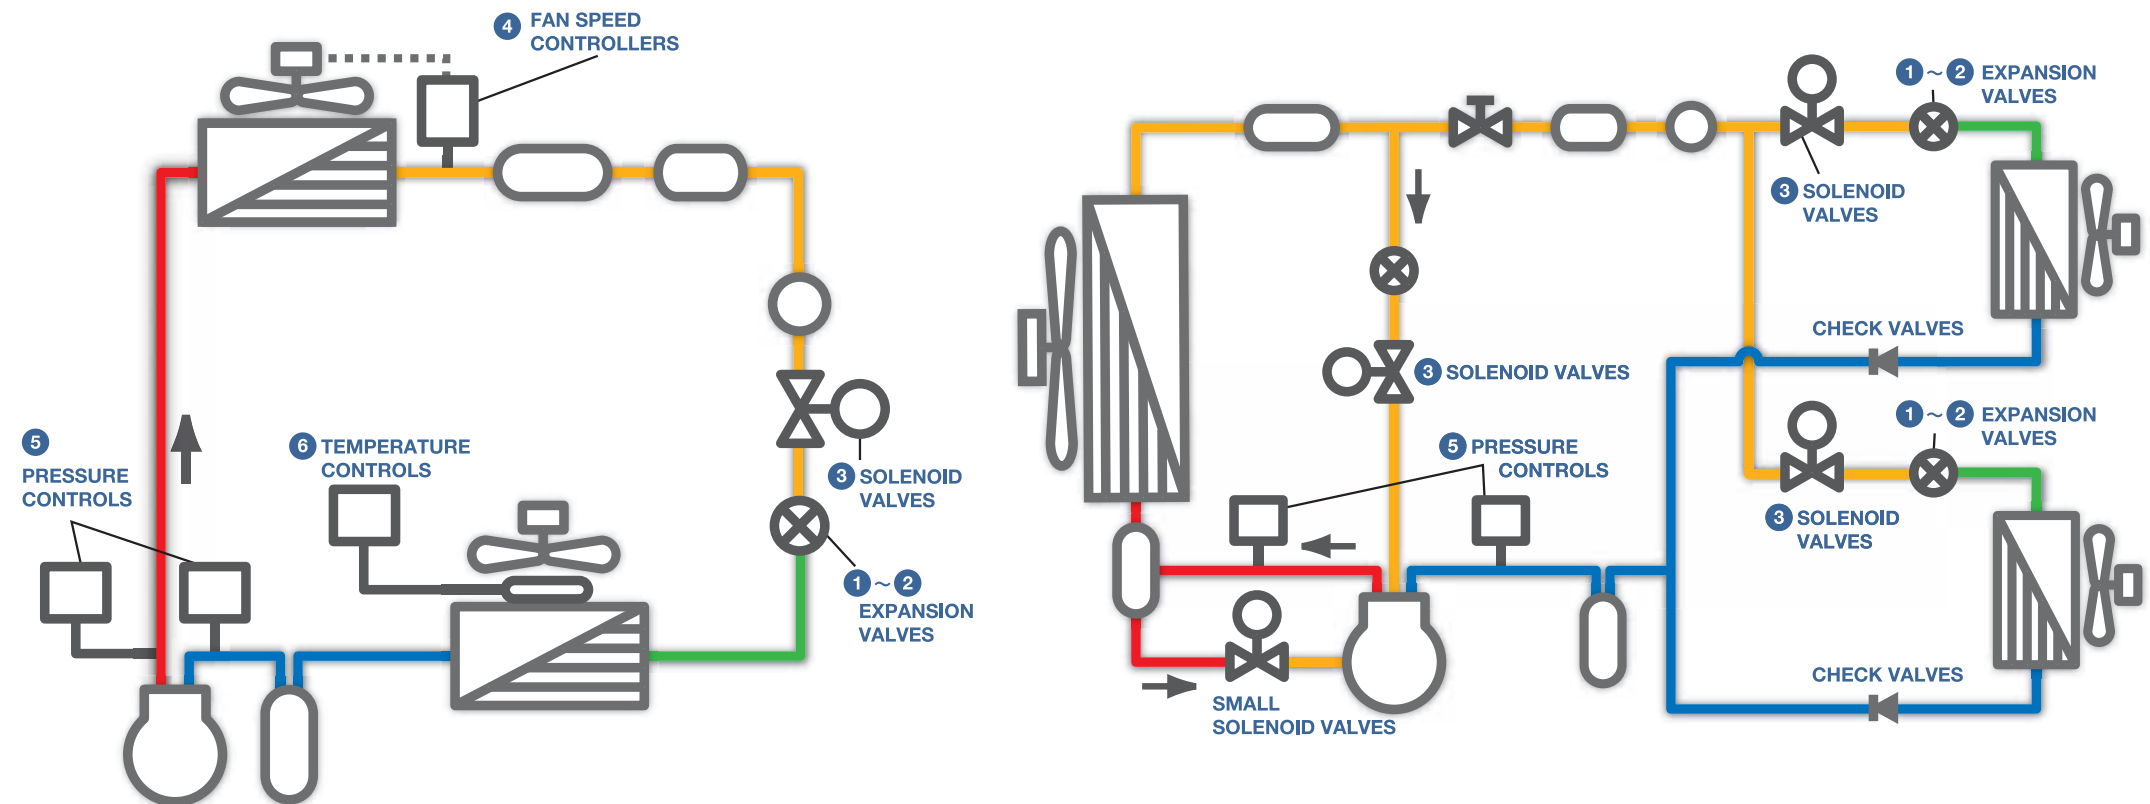 4 FAN SPEED
CONTROLLERS
5
PRESSURE
CONTROLS
6 TEMPERATURE
CONTROLS
3 SOLENOID
VALVES
1 ~ 2
EXPANSION
VALVES
1 ~ 2 EXPANSION
VALVES
3 SOLENOID
VALVES
CHECK VALVES
3 SOLENOID VALVES
1 ~ 2 EXPANSION
VALVES
5 PRESSURE
CONTROLS
3 SOLENOID
VALVES
CHECK VALVES
SMALL
SOLENOID VALVES